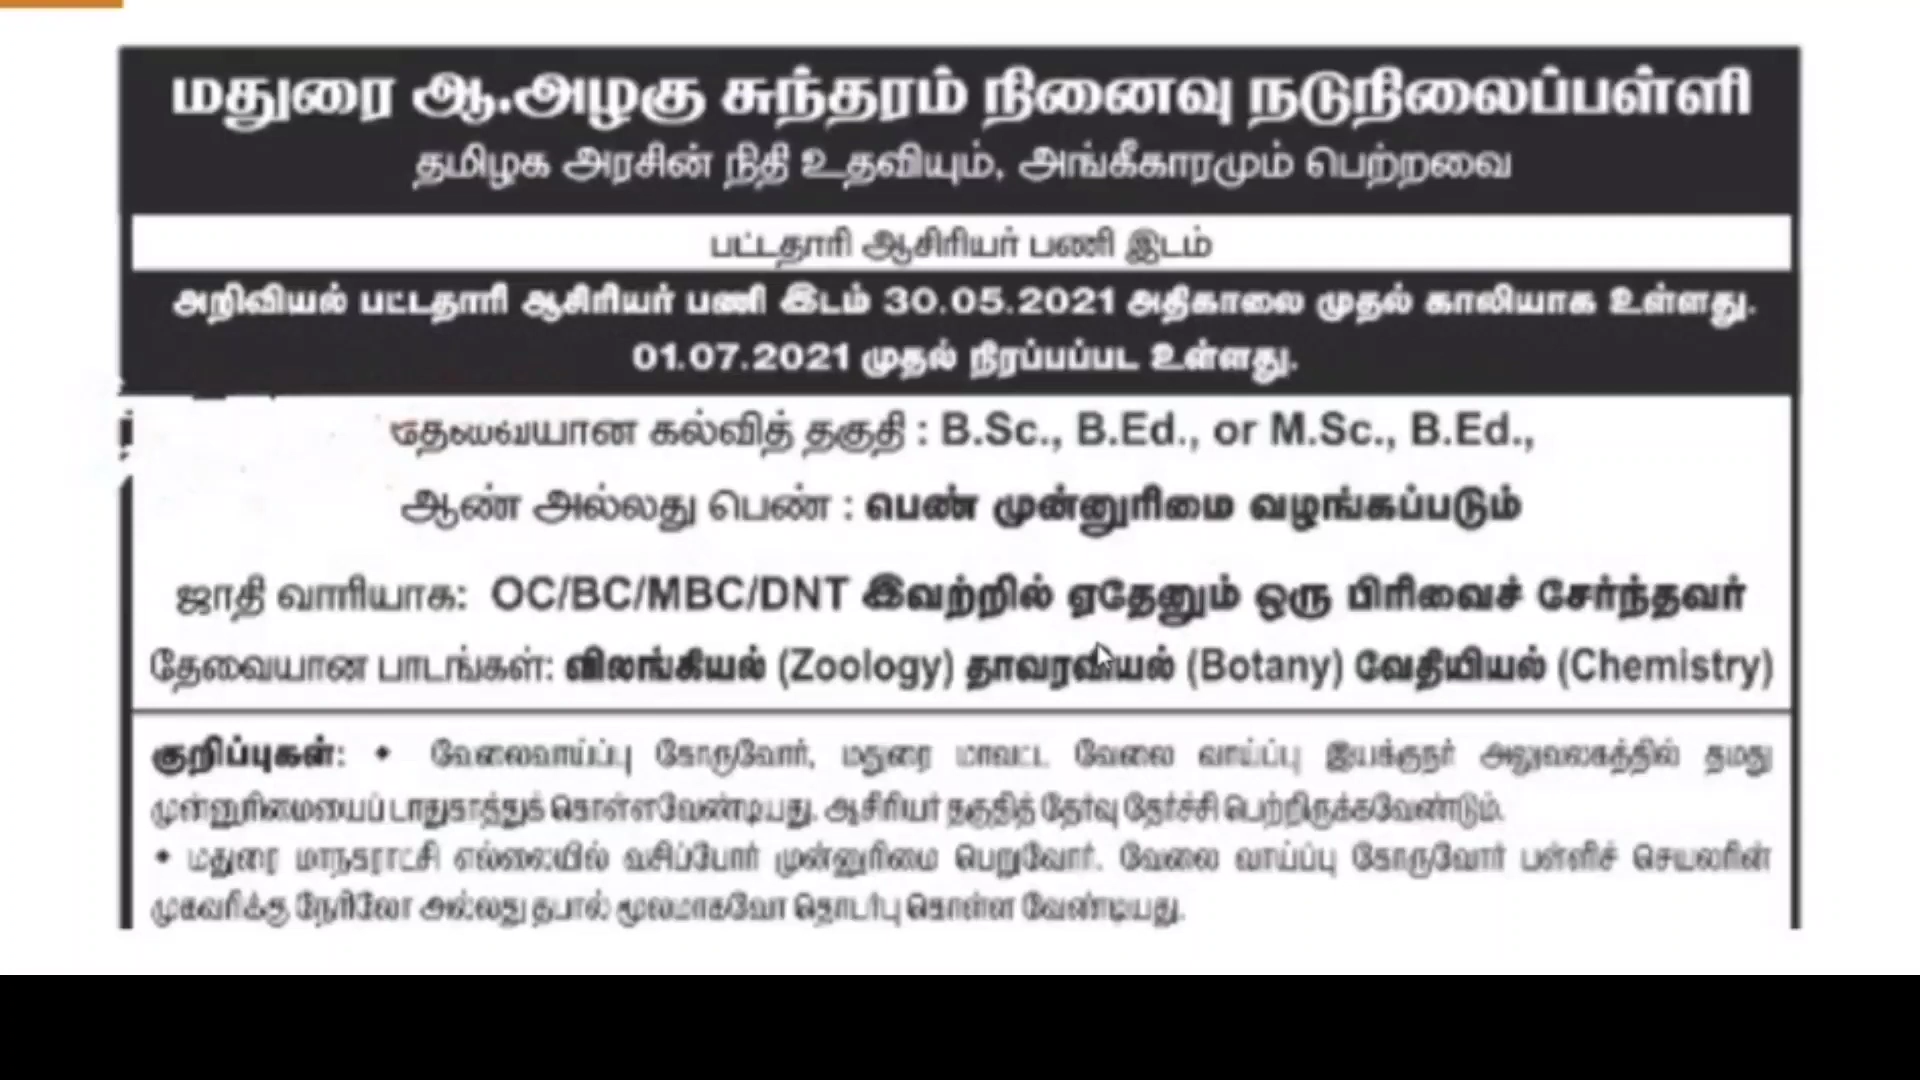 மதுரை ஆ.அழகு சுந்தரம் நினைவு நடுநிலைப்பள்ளி
தமிழக அரசின் நிதி உதவியும், அங்கீகாரமும் பெற்றவை
பட்டதாரி ஆசிரியர் பணி இடம்
அறிவியல் பட்டதாரி ஆசிரியர் பணி இடம் 30.05.2021 அதிகாலை முதல் காலியாக உள்ளது.
01.07.2021 முதல் நிரப்பப்பட உள்ளது.
தேவையான கல்வித் தகுதி : B.Sc., B.Ed., or M.Sc., B.Ed.,
ஆண் அல்லது பெண் : பெண் முன்னுரிமை வழங்கப்படும்
ஜாதி வாரியாக: OC/BC/MBC/DNT இவற்றில் ஏதேனும் ஒரு பிரிவைச் சேர்ந்தவர்
தேவையான பாடங்கள்: விலங்கியல் (Zoology) தாவரவியல் (Botany) வேதியியல் (Chemistry)
குறிப்புகள்: • வேலைவாய்ப்பு கோருவோர், மதுரை மாவட்ட வேலை வாய்ப்பு இயக்குநர் அலுவலகத்தில் தமது
முன்னுரிமையைப் பாதுகாத்துக் கொள்ளவேண்டியது. ஆசிரியர் தகுதித் தேர்வு தேர்ச்சி பெற்றிருக்கவேண்டும்.
• மதுரை மாநகராட்சி எல்லையில் வசிப்போர் முன்னுரிமை பெறுவோர். வேலை வாய்ப்பு கோருவோர் பள்ளிச் செயலரின்
முகவரிக்கு நேரிலோ அல்லது தபால் மூலமாகவோ தொடர்பு கொள்ள வேண்டியது.